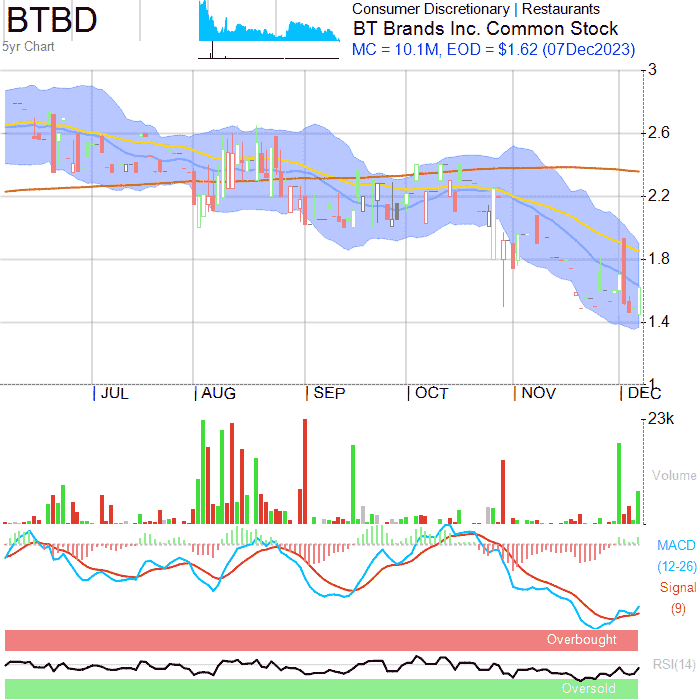 BTBD
5yr Chart
Consumer Discretionary | Restaurants
BT Brands Inc. Common Stock
MC = 10.1M, EOD = $1.62 (07Dec2023)
3
2.6
2.2
1.8
1.4
1
JUL AUG SEP OCT NOV DEC
23k
Volume
MACD
(12-26)
Signal
(9)
Overbought
RSI(14)
Oversold